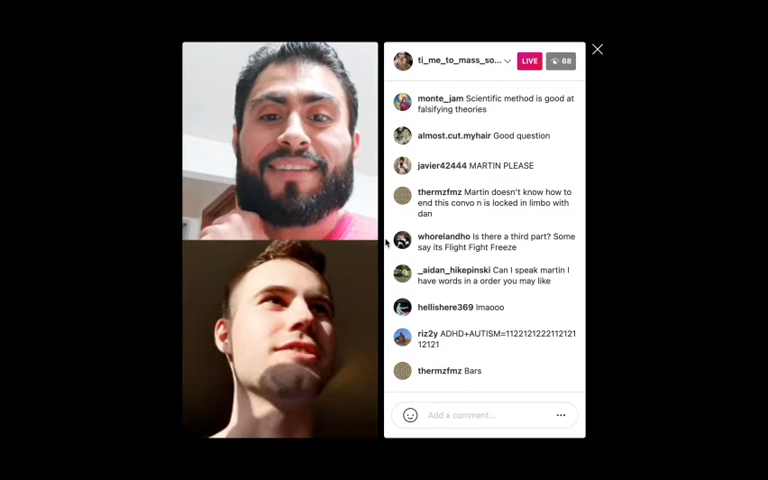 ti_me_to_mass_so...
LIVE
68
monte_jam Scientific method is good at
falsifying theories
almost.cut.myhair Good question
javier42444 MARTIN PLEASE
thermzfmz Martin doesn't know how to
end this convo n is locked in limbo with
dan
whorelandho Is there a third part? Some
say its Flight Fight Freeze
_aidan_hikepinski Can I speak martin I
have words in a order you may like
hellishere369 lmaooo
riz2y ADHD+AUTISM=1122121222112121
12121
thermzfmz Bars
Add a comment...